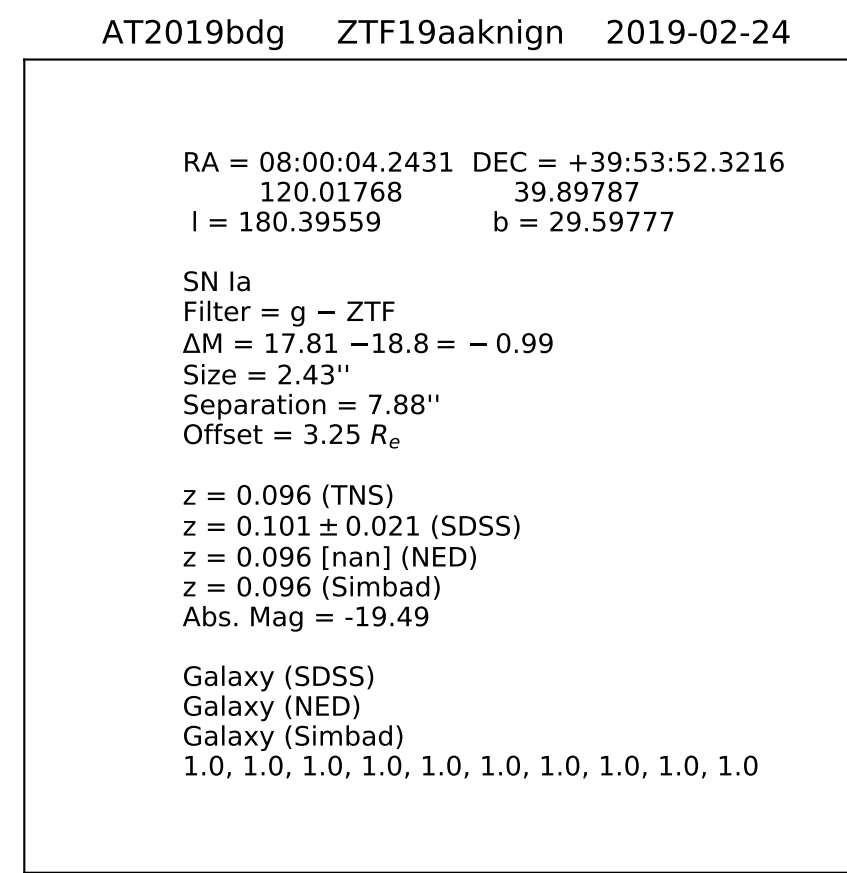 AT2019bdg ZTF19aaknign 2019-02-24
RA = 08:00:04.2431 DEC = +39:53:52.3216
120.01768 39.89787
l = 180.39559 b = 29.59777
SN Ia
Filter = g − ZTF
ΔM = 17.81 −18.8 = − 0.99
Size = 2.43''
Separation = 7.88''
Offset = 3.25 Rₑ
z = 0.096 (TNS)
z = 0.101 ± 0.021 (SDSS)
z = 0.096 [nan] (NED)
z = 0.096 (Simbad)
Abs. Mag = -19.49
Galaxy (SDSS)
Galaxy (NED)
Galaxy (Simbad)
1.0, 1.0, 1.0, 1.0, 1.0, 1.0, 1.0, 1.0, 1.0, 1.0